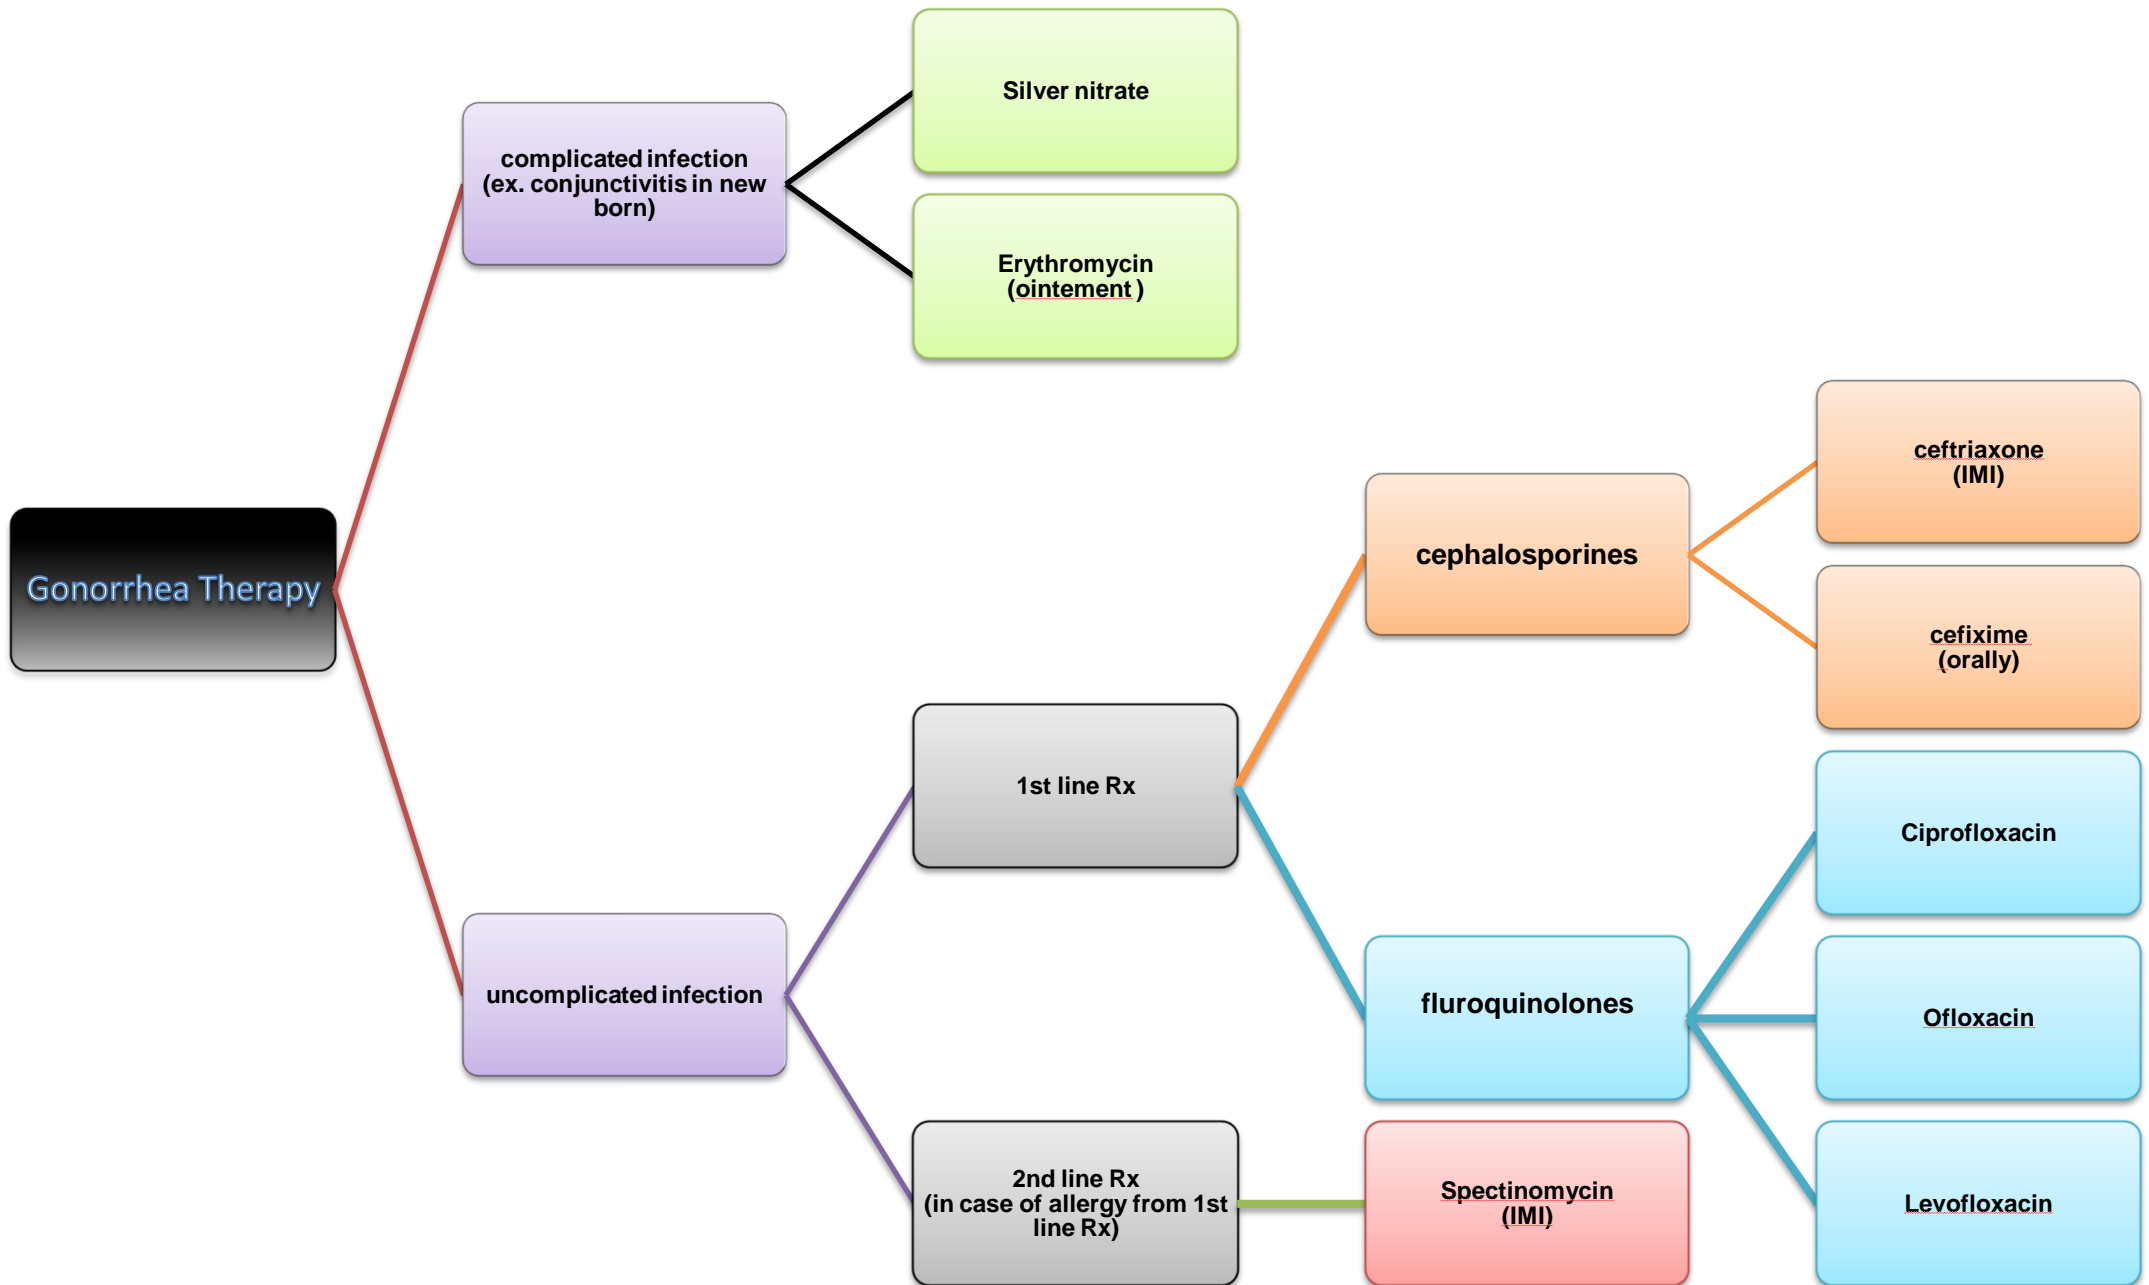 Silver nitrate
complicated infection
(ex. conjunctivitis in new
born)
Erythromycin
(ointement )
Gonorrhea Therapy
ceftriaxone
(IMI)
cephalosporines
cefixime
(orally)
1st line Rx
Ciprofloxacin
uncomplicated infection
fluroquinolones
Ofloxacin
2nd line Rx
(in case of allergy from 1st
line Rx)
Spectinomycin
(IMI)
Levofloxacin